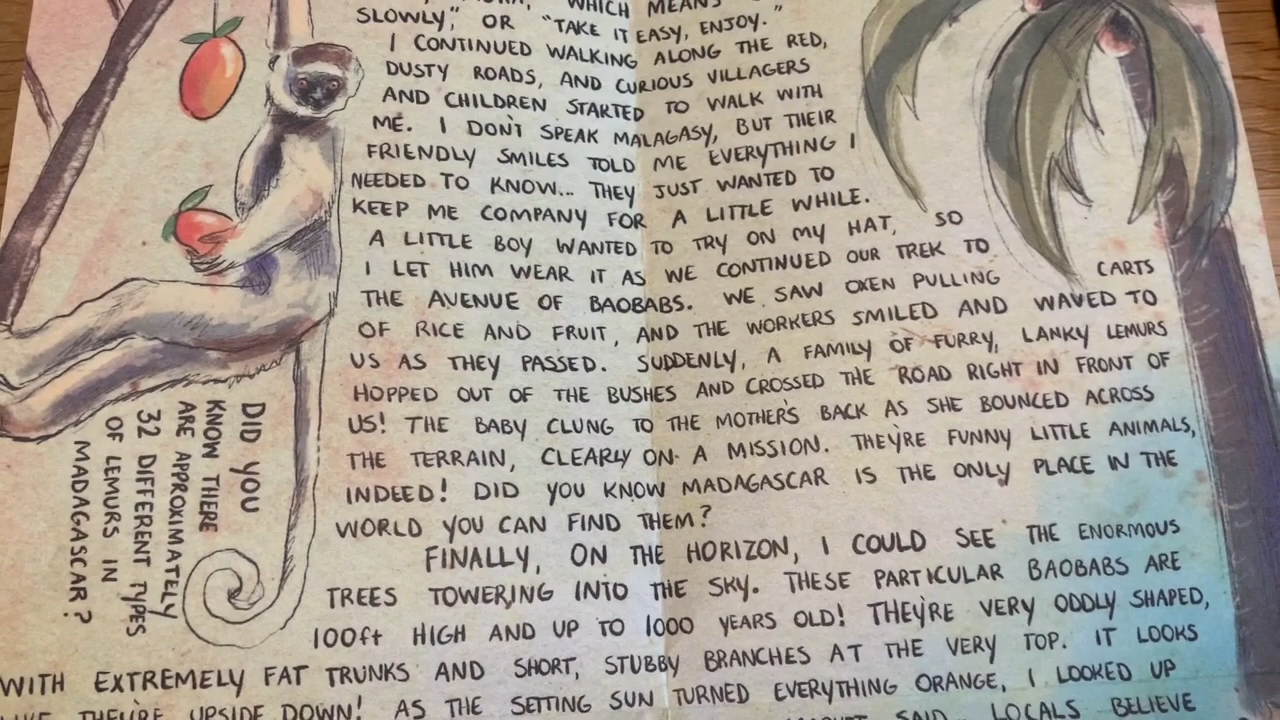 WHICH MEANS
SLOWLY," OR "TAKE IT EASY, ENJOY."
I CONTINUED WALKING ALONG THE RED,
DUSTY ROADS, AND CURIOUS VILLAGERS
AND CHILDREN STARTED TO WALK WITH
ME. I DON'T SPEAK MALAGASY, BUT THEIR
FRIENDLY SMILES TOLD ME EVERYTHING I
NEEDED TO KNOW... THEY JUST WANTED TO
KEEP ME COMPANY FOR A LITTLE WHILE.
A LITTLE BOY WANTED TO TRY ON MY HAT, SO
I LET HIM WEAR IT AS WE CONTINUED OUR TREK TO
THE AVENUE OF BAOBABS. WE SAW OXEN PULLING CARTS
OF RICE AND FRUIT, AND THE WORKERS SMILED AND WAVED TO
US AS THEY PASSED. SUDDENLY, A FAMILY OF FURRY, LANKY LEMURS
HOPPED OUT OF THE BUSHES AND CROSSED THE ROAD RIGHT IN FRONT OF
US! THE BABY CLUNG TO THE MOTHER'S BACK AS SHE BOUNCED ACROSS
THE TERRAIN, CLEARLY ON A MISSION. THEY'RE FUNNY LITTLE ANIMALS,
INDEED! DID YOU KNOW MADAGASCAR IS THE ONLY PLACE IN THE
WORLD YOU CAN FIND THEM?
FINALLY, ON THE HORIZON, I COULD SEE THE ENORMOUS
TREES TOWERING INTO THE SKY. THESE PARTICULAR BAOBABS ARE
100ft HIGH AND UP TO 1000 YEARS OLD! THEY'RE VERY ODDLY SHAPED,
WITH EXTREMELY FAT TRUNKS AND SHORT, STUBBY BRANCHES AT THE VERY TOP. IT LOOKS
LIKE THEY'RE UPSIDE DOWN! AS THE SETTING SUN TURNED EVERYTHING ORANGE, I LOOKED UP
SAID LOCALS BELIEVE
DID YOU
KNOW THERE
ARE APPROXIMATELY
32 DIFFERENT TYPES
OF LEMURS IN
MADAGASCAR?